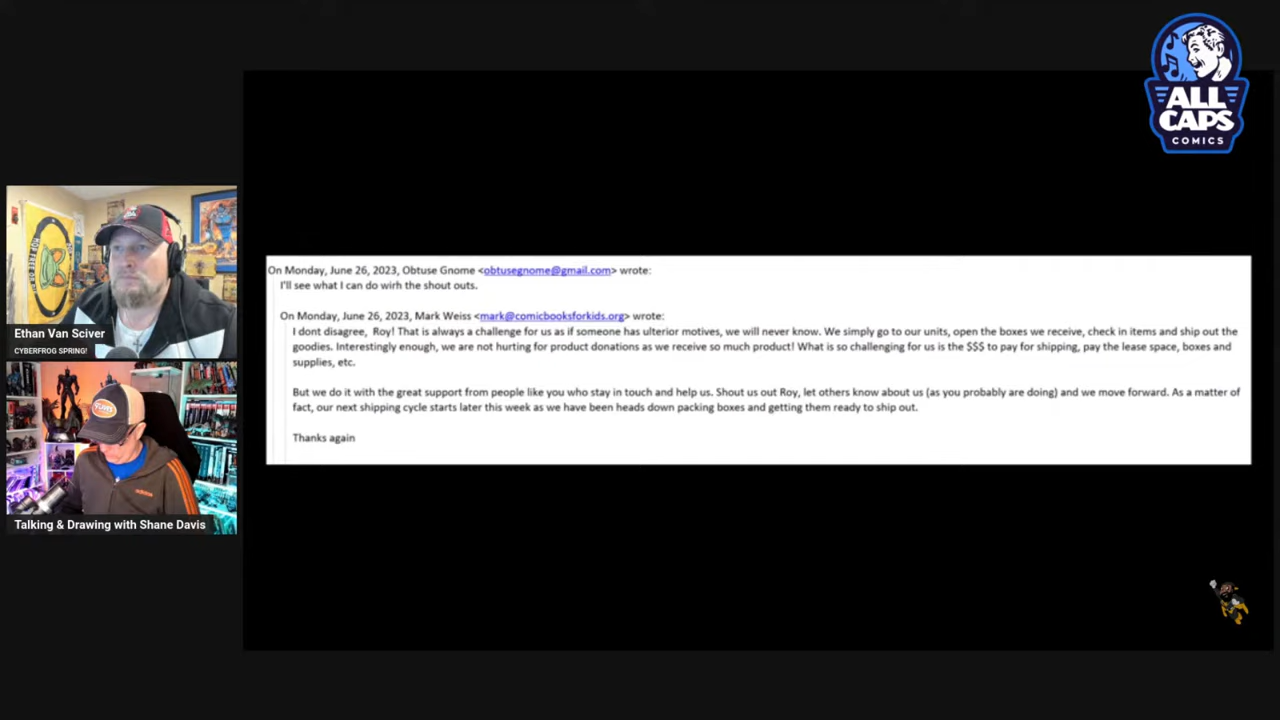 ALL
CAPS
COMICS
On Monday, June 26, 2023, Obtuse Gnome <obtusegnome@gmail.com> wrote:
I'll see what I can do wirh the shout outs.
On Monday, June 26, 2023, Mark Weiss <mark@comicbooksforkids.org> wrote:
I dont disagree, Roy! That is always a challenge for us as if someone has ulterior motives, we will never know. We simply go to our units, open the boxes we receive, check in items and ship out the
goodies. Interestingly enough, we are not hurting for product donations as we receive so much product! What is so challenging for us is the $$$ to pay for shipping, pay the lease space, boxes and
supplies, etc.
But we do it with the great support from people like you who stay in touch and help us. Shout us out Roy, let others know about us (as you probably are doing) and we move forward. As a matter of
fact, our next shipping cycle starts later this week as we have been heads down packing boxes and getting them ready to ship out.
Thanks again
Ethan Van Sciver
CYBERFROG SPRING!
Talking & Drawing with Shane Davis